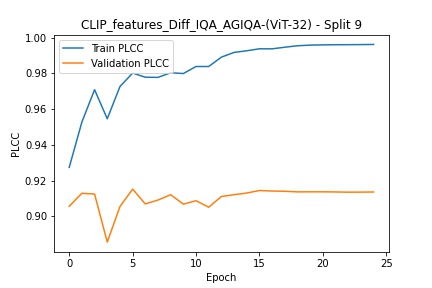 CLIP_features_Diff_IQA_AGIQA-(ViT-32) - Split 9
1.00
0.98
0.96
0.94
0.92
0.90
PLCC
Train PLCC
Validation PLCC
0
5
10
15
20
25
Epoch